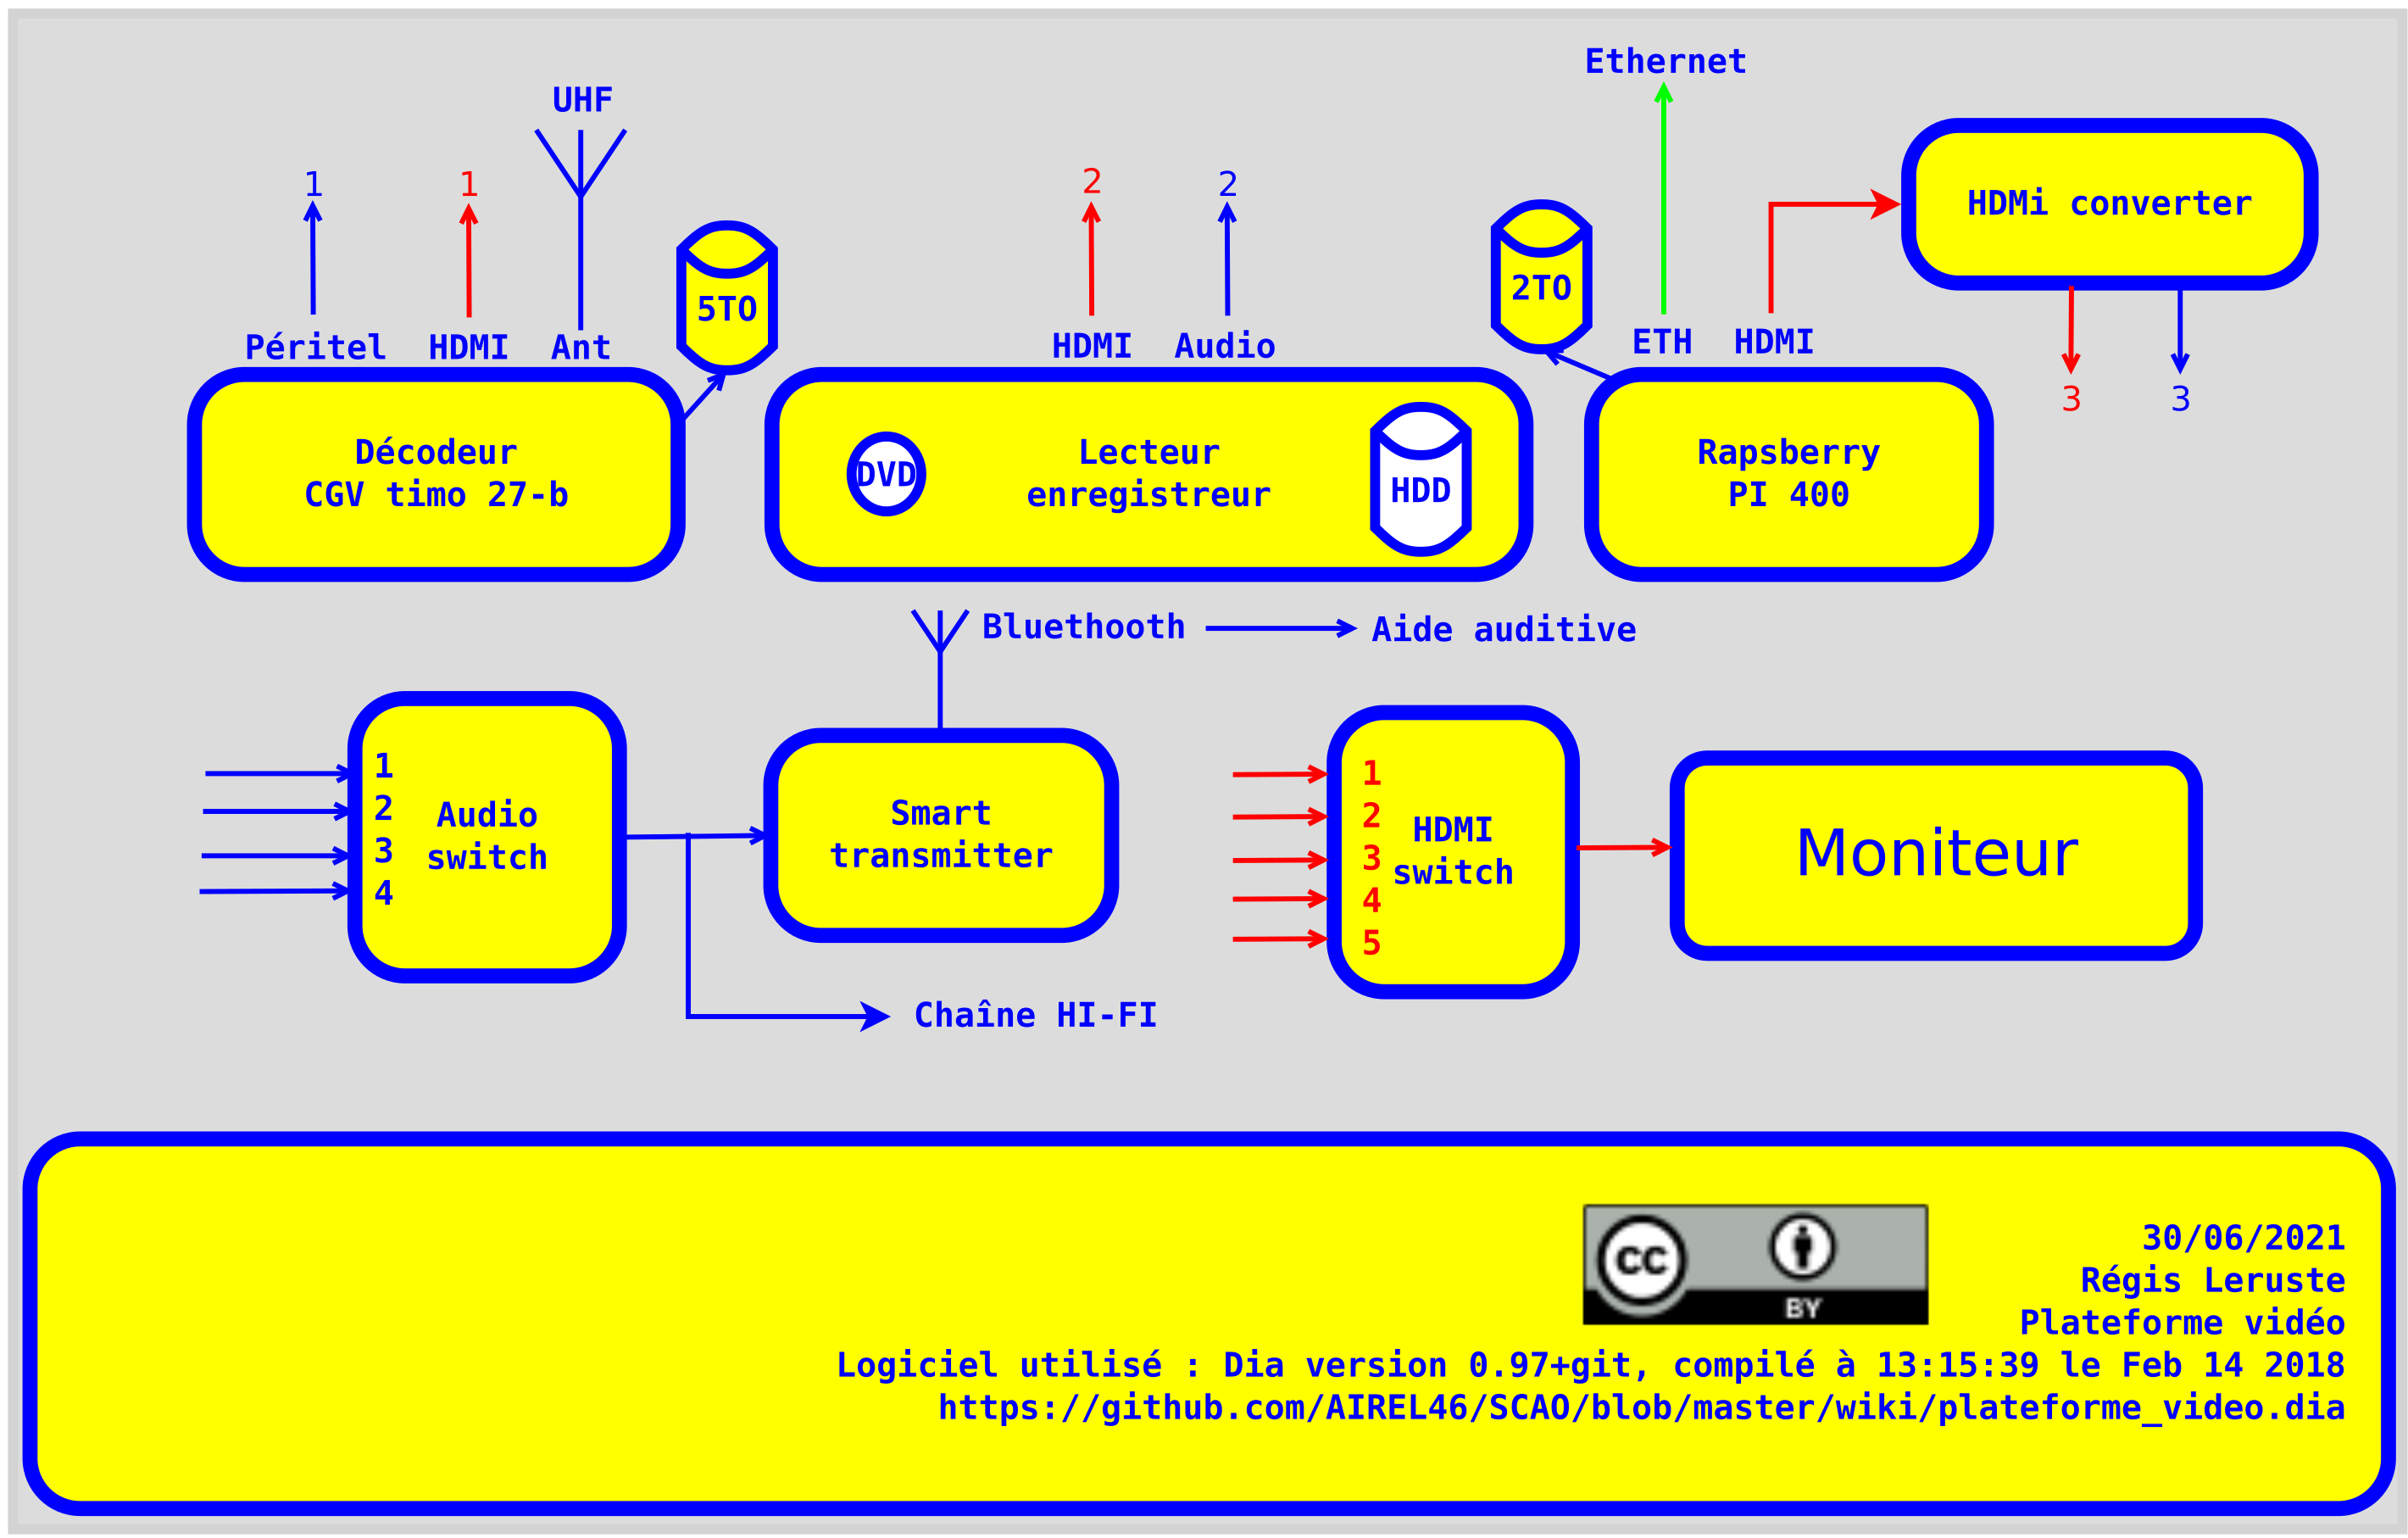 Ethernet
UHF
1
1
2
2
HDMi converter
5TO
2TO
Péritel
HDMI
Ant
HDMI
Audio
ETH
HDMI
3
3
Décodeur
CGV timo 27-b
DVD
Lecteur
enregistreur
HDD
Rapsberry
PI 400
Bluethooth
Aide auditive
1
2
3
4
Audio
switch
Smart
transmitter
1
2
3
4
5
HDMI
switch
Moniteur
Chaîne HI-FI
cc
BY
30/06/2021
Régis Leruste
Plateforme vidéo
Logiciel utilisé : Dia version 0.97+git, compilé à 13:15:39 le Feb 14 2018
https://github.com/AIREL46/SCAO/blob/master/wiki/plateforme_video.dia